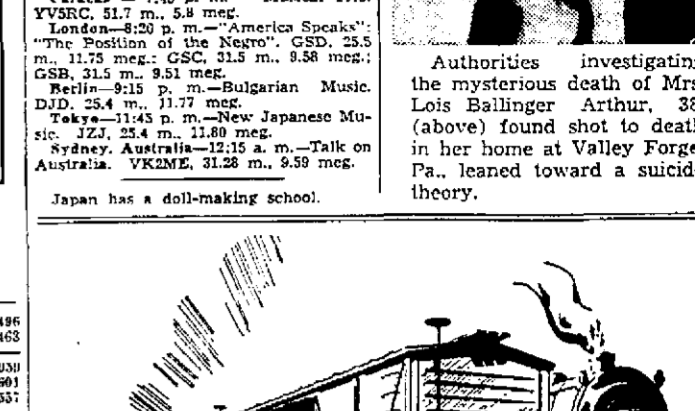 YV5RC, 51.7 m., 5.8 meg.
London—8:20 p. m.—"America Speaks":
"The Position of the Negro". GSD, 25.5
m., 11.75 meg.; GSC, 31.5 m., 9.58 meg.;
GSB, 31.5 m., 9.51 meg.
Berlin—9:15 p. m.—Bulgarian Music.
DJD, 25.4 m., 11.77 meg.
Tokyo—11:45 p. m.—New Japanese Mu-
sic. JZJ, 25.4 m., 11.80 meg.
Sydney, Australia—12:15 a. m.—Talk on
Australia. VK2ME, 31.28 m., 9.59 meg.
Japan has a doll-making school.
Authorities investigating
the mysterious death of Mrs
Lois Ballinger Arthur, 38
(above) found shot to death
in her home at Valley Forge
Pa., leaned toward a suicid
theory.
496
463
601
557